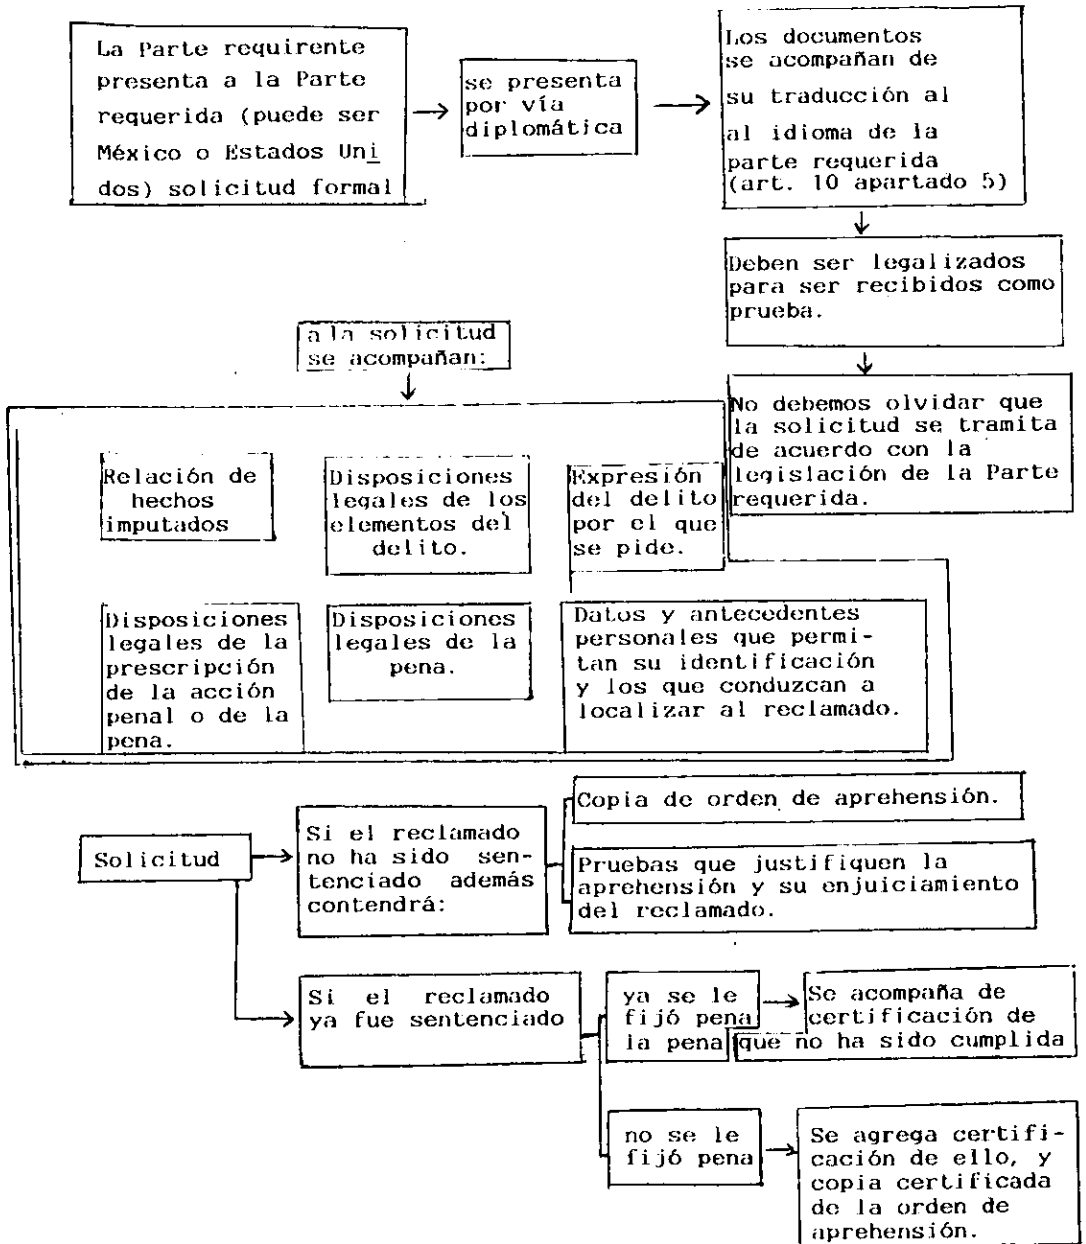 La Parte requirente
presenta a la Parte
requerida (puede ser
México o Estados Uni
dos) solicitud formal
se presenta
por vía
diplomática
Los documentos
se acompañan de
su traducción al
al idioma de la
parte requerida
(art. 10 apartado 5)
Deben ser legalizados
para ser recibidos como
prueba.
No debemos olvidar que
la solicitud se tramita
de acuerdo con la
legislación de la Parte
requerida.
a la solicitud
se acompañan:
Relación de
hechos
imputados
Disposiciones
legales de los
elementos del
delito.
Expresión
del delito
por el que
se pide.
Disposiciones
legales de la
prescripción
de la acción
penal o de la
pena.
Disposiciones
legales de la
pena.
Datos y antecedentes
personales que permi-
tan su identificación
y los que conduzcan a
localizar al reclamado.
Solicitud
Si el reclamado
no ha sido sen-
tenciado además
contendrá:
Copia de orden de aprehensión.
Pruebas que justifiquen la
aprehensión y su enjuiciamiento
del reclamado.
Si el reclamado
ya fue sentenciado
ya se le
fijó pena
la pena
Se acompaña de
certificación de
que no ha sido cumplida
no se le
fijó pena
Se agrega certifi-
cación de ello, y
copia certificada
de la orden de
aprehensión.